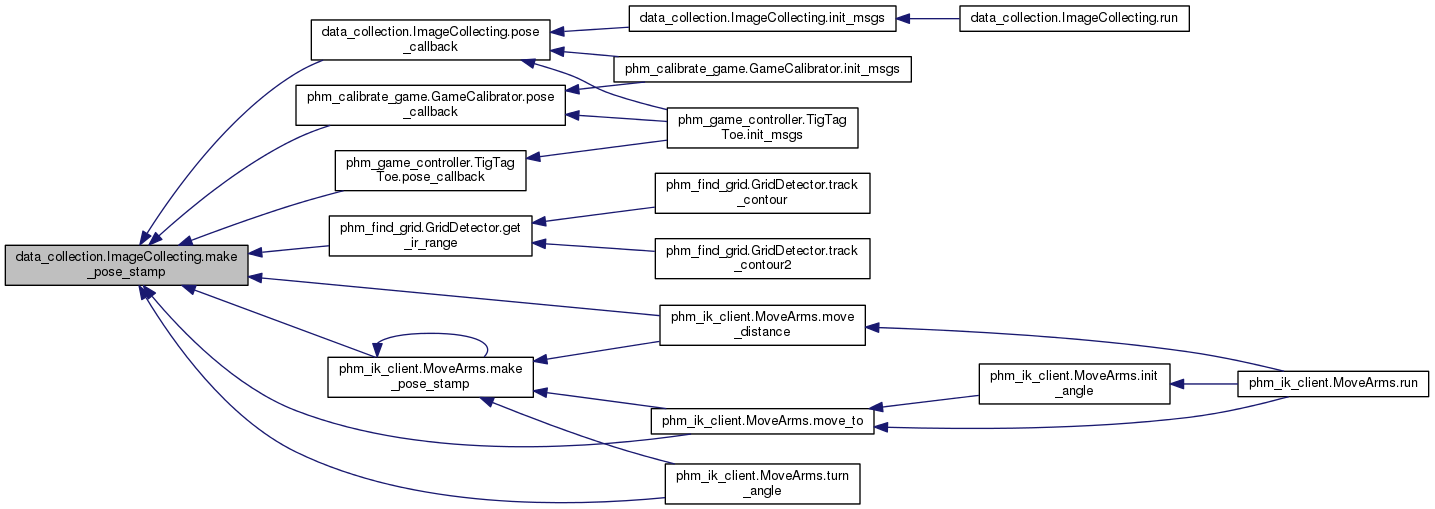 data_collection.ImageCollecting.make
_pose_stamp
data_collection.ImageCollecting.pose
_callback
phm_calibrate_game.GameCalibrator.pose
_callback
phm_game_controller.TigTag
Toe.pose_callback
phm_find_grid.GridDetector.get
_ir_range
phm_ik_client.MoveArms.make
_pose_stamp
data_collection.ImageCollecting.init_msgs
phm_calibrate_game.GameCalibrator.init_msgs
phm_game_controller.TigTag
Toe.init_msgs
phm_find_grid.GridDetector.track
_contour
phm_find_grid.GridDetector.track
_contour2
phm_ik_client.MoveArms.move
_distance
phm_ik_client.MoveArms.move_to
phm_ik_client.MoveArms.turn
_angle
data_collection.ImageCollecting.run
phm_ik_client.MoveArms.init
_angle
phm_ik_client.MoveArms.run